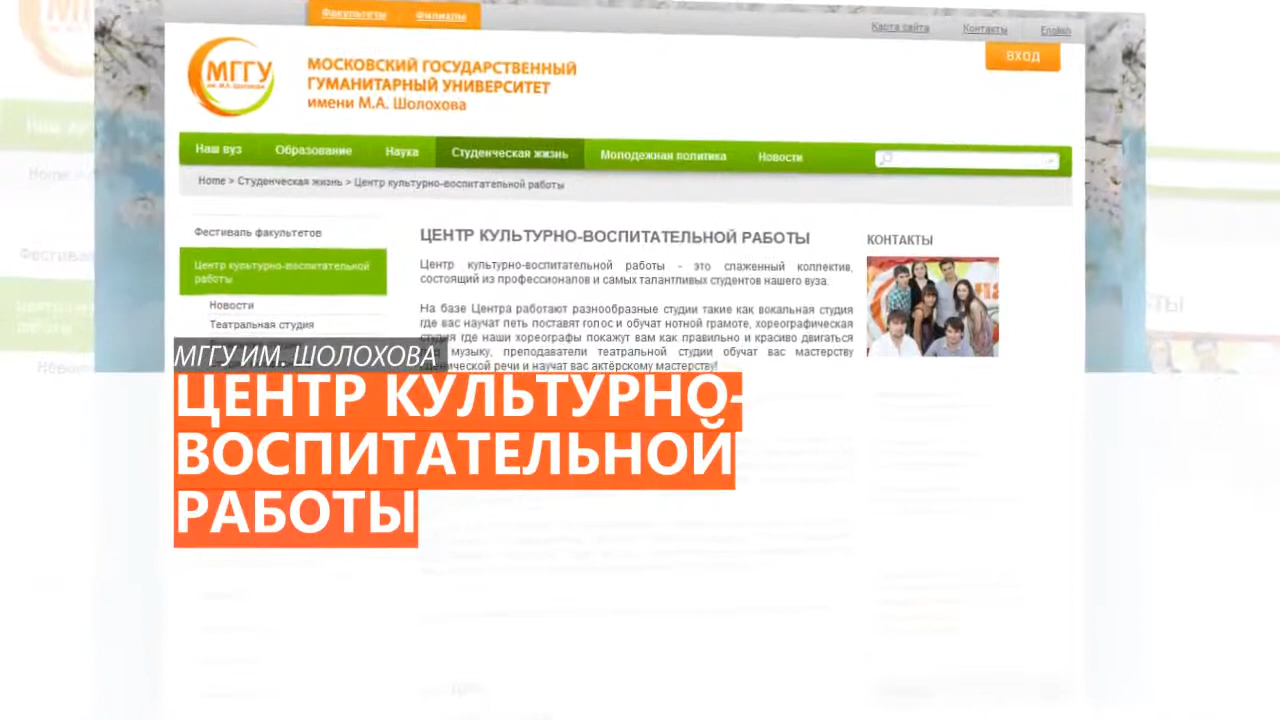 Факультеты
Филиалы
Карта сайта
Контакты
English
ВХОД
МГГУ
им. М.А. Шолохова
МОСКОВСКИЙ ГОСУДАРСТВЕННЫЙ
ГУМАНИТАРНЫЙ УНИВЕРСИТЕТ
имени М.А. Шолохова
Наш вуз
Образование
Наука
Студенческая жизнь
Молодежная политика
Новости
Home > Студенческая жизнь > Центр культурно-воспитательной работы
Фестиваль факультетов
Центр культурно-воспитательной
работы
Новости
Театральная студия
ЦЕНТР КУЛЬТУРНО-ВОСПИТАТЕЛЬНОЙ РАБОТЫ
Центр культурно-воспитательной работы - это слаженный коллектив,
состоящий из профессионалов и самых талантливых студентов нашего вуза.
На базе Центра работают разнообразные студии такие как вокальная студия
где вас научат петь поставят голос и обучат нотной грамоте, хореографическая
студия где наши хореографы покажут вам как правильно и красиво двигаться
музыку, преподаватели театральной студии обучат вас мастерству
сценической речи и научат вас актёрскому мастерству!
КОНТАКТЫ
МГГУ ИМ. ШОЛОХОВА
ЦЕНТР КУЛЬТУРНО-
ВОСПИТАТЕЛЬНОЙ
РАБОТЫ